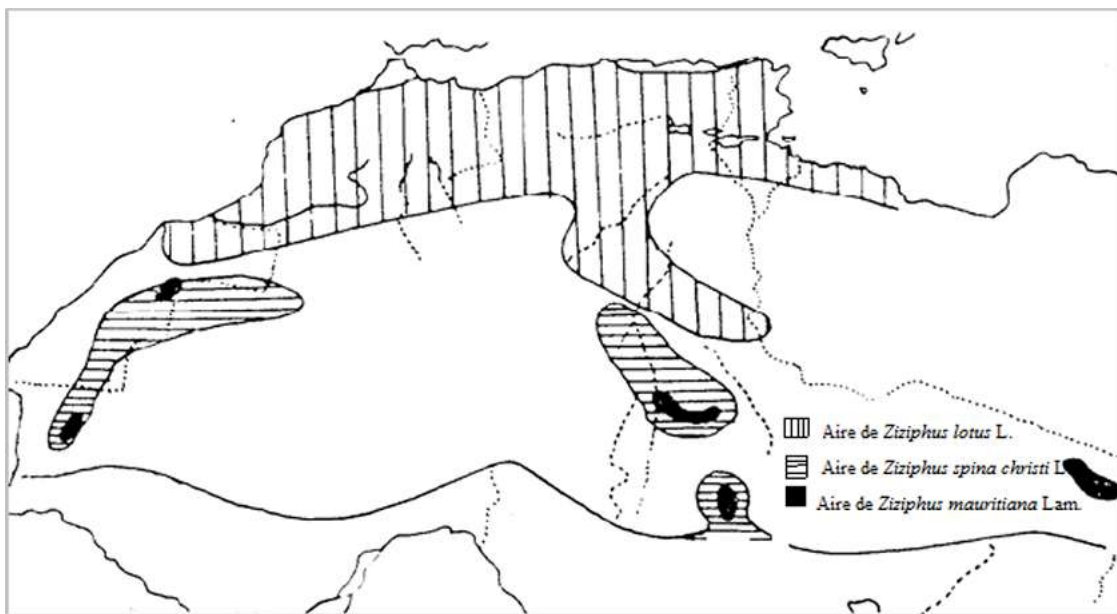 Aire de Ziziphus lotus L.
Aire de Ziziphus spina christi L
Aire de Ziziphus mauritiana Lam.